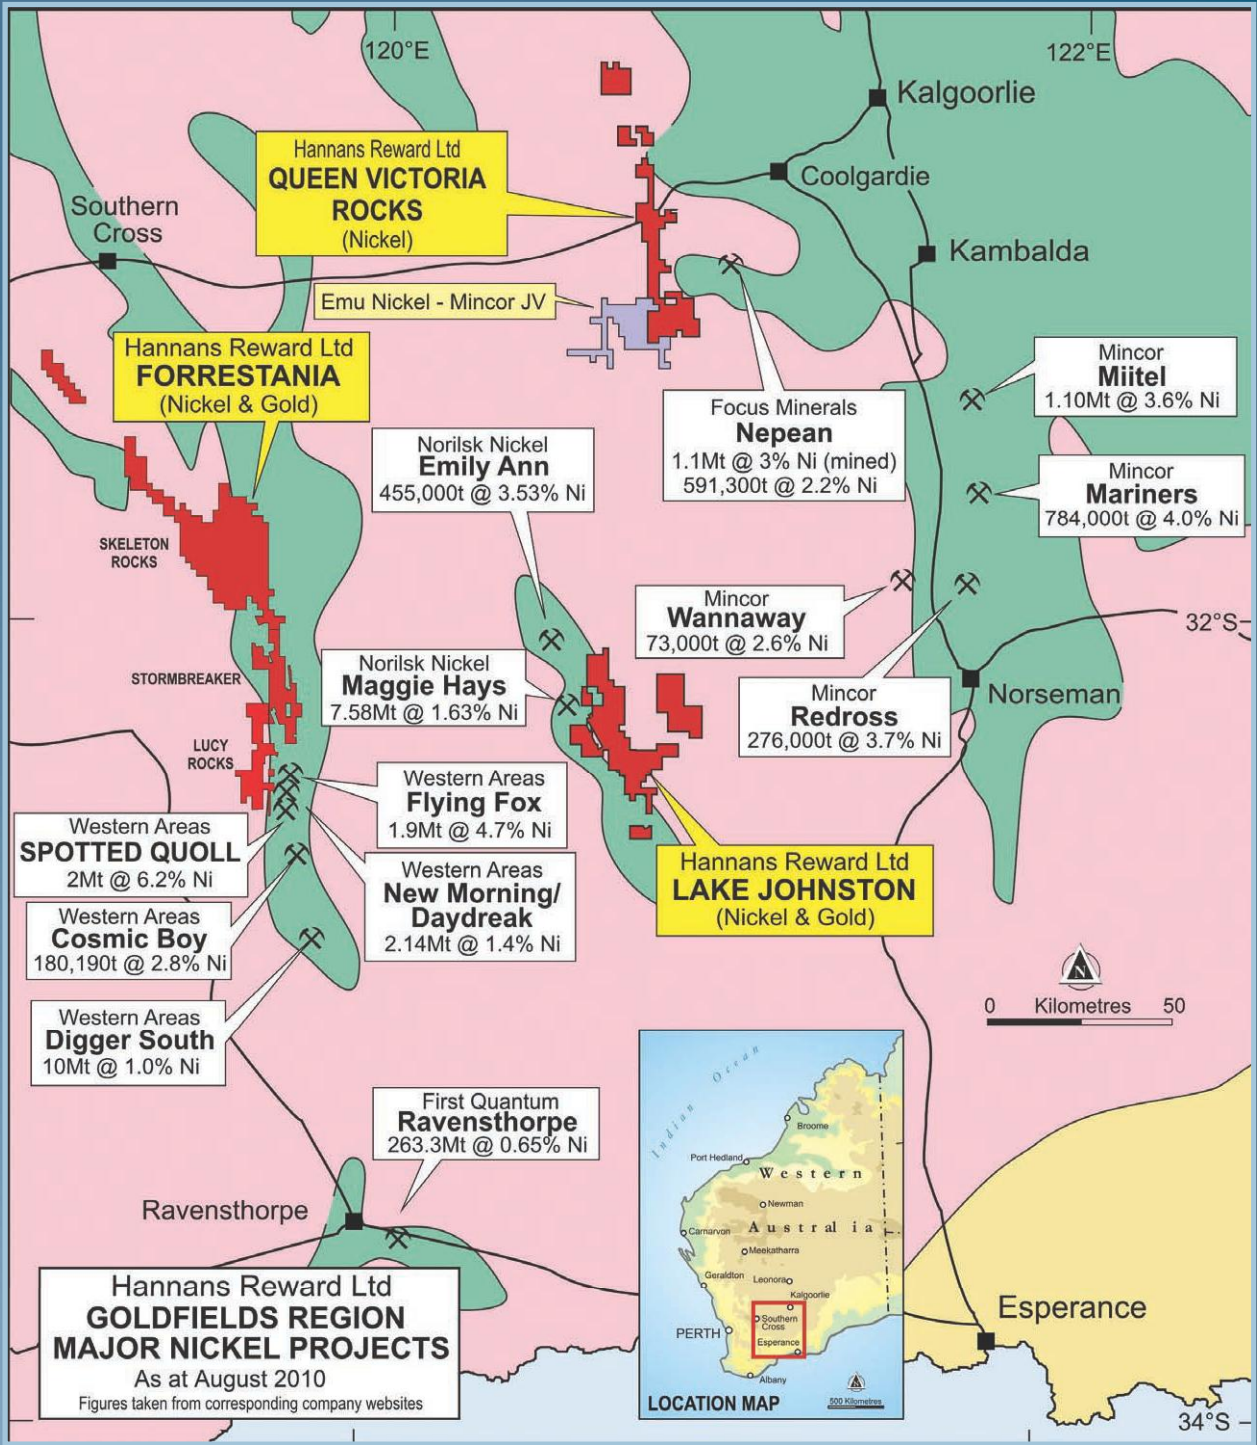 120°E
122°E
Kalgoorlie
Hannans Reward Ltd
QUEEN VICTORIA
ROCKS
(Nickel)
Coolgardie
Southern
Cross
Kambalda
Emu Nickel - Mincor JV
Hannans Reward Ltd
FORRESTANIA
(Nickel & Gold)
Mincor
Miitel
1.10Mt @ 3.6% Ni
Focus Minerals
Nepean
1.1Mt @ 3% Ni (mined)
591,300t @ 2.2% Ni
Norilsk Nickel
Emily Ann
455,000t @ 3.53% Ni
Mincor
Mariners
784,000t @ 4.0% Ni
SKELETON
ROCKS
Mincor
Wannaway
73,000t @ 2.6% Ni
32°S
Norilsk Nickel
Maggie Hays
7.58Mt @ 1.63% Ni
STORMBREAKER
Mincor
Redross
276,000t @ 3.7% Ni
Norseman
LUCY
ROCKS
Western Areas
Flying Fox
1.9Mt @ 4.7% Ni
Western Areas
SPOTTED QUOLL
2Mt @ 6.2% Ni
Western Areas
New Morning/
Daydreak
2.14Mt @ 1.4% Ni
Hannans Reward Ltd
LAKE JOHNSTON
(Nickel & Gold)
Western Areas
Cosmic Boy
180,190t @ 2.8% Ni
N
0 Kilometres 50
Western Areas
Digger South
10Mt @ 1.0% Ni
First Quantum
Ravensthorpe
263.3Mt @ 0.65% Ni
Ravensthorpe
Indian Ocean
Broome
Port Hedland
Western
Newman
Carnarvon
Australia
Meekatharra
Geraldton
Leonora
Kalgoorlie
Southern
Cross
PERTH
Esperance
Albany
N
500 Kilometres
LOCATION MAP
Esperance
Hannans Reward Ltd
GOLDFIELDS REGION
MAJOR NICKEL PROJECTS
As at August 2010
Figures taken from corresponding company websites
34°S